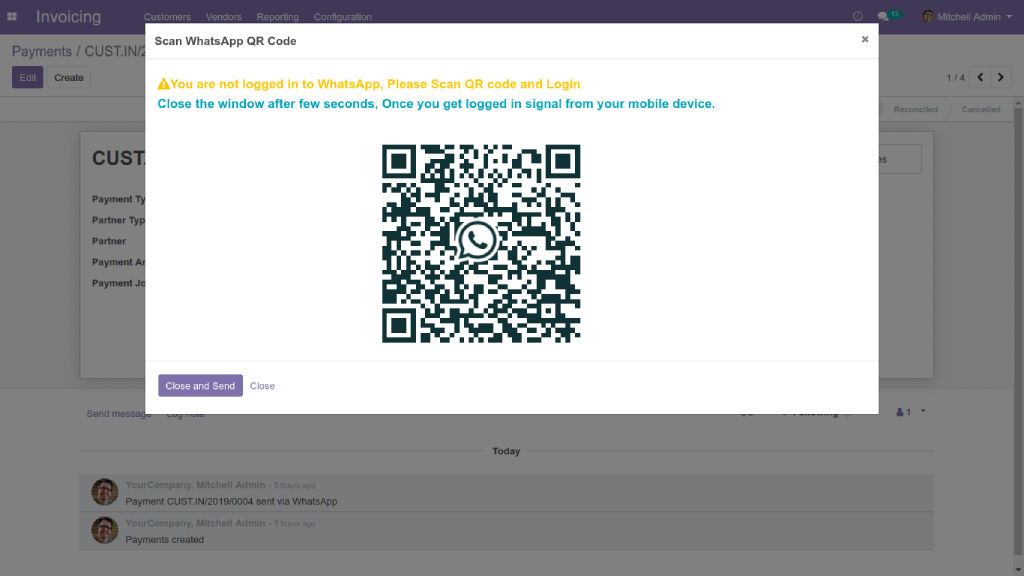 Invoicing Customers Vendors Reporting Configuration 13 Mitchell Admin
Scan WhatsApp QR Code ×
Payments / CUST.IN/2
Edit Create 1 / 4
You are not logged in to WhatsApp, Please Scan QR code and Login
Close the window after few seconds, Once you get logged in signal from your mobile device.
Reconciled Cancelled
CUST.
Payment Ty
Partner Typ
Partner
Payment Am
Payment Jo
Close and Send Close
Send message Log note Following 1
Today
YourCompany, Mitchell Admin - 5 hours ago
Payment CUST.IN/2019/0004 sent via WhatsApp
YourCompany, Mitchell Admin - 5 hours ago
Payments created